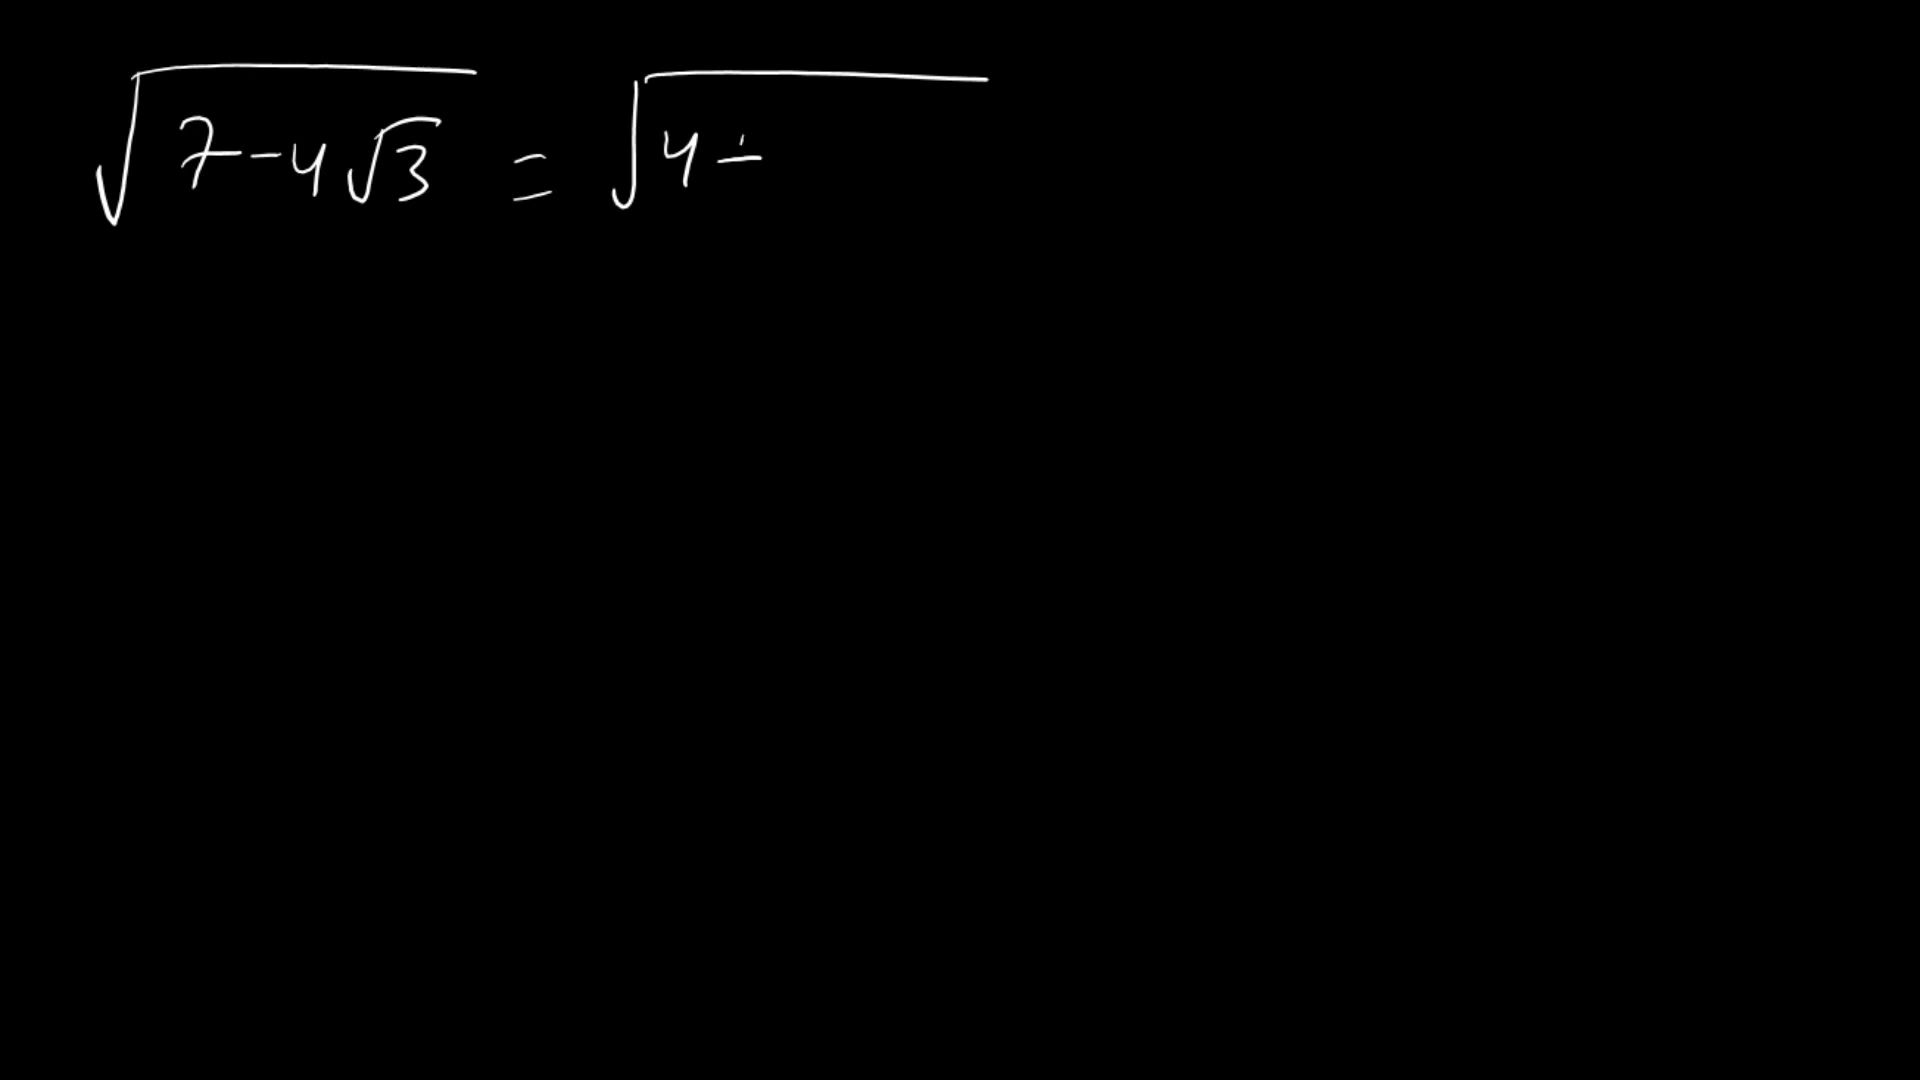 √(7-4√3) = √(4+